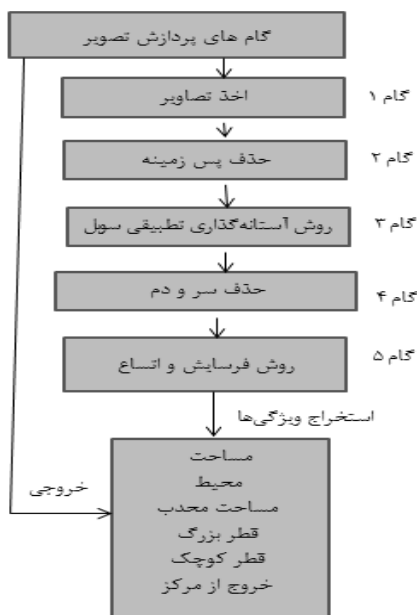 گام های پردازش تصویر
اخذ تصاویر
گام ۱
حذف پس زمینه
گام ۲
روش آستانه‌گذاری تطبیقی سوبل
گام ۳
حذف سر و دم
گام ۴
روش فرسایش و اتساع
گام ۵
استخراج ویژگی‌ها
خروجی
مساحت
محیط
مساحت محدب
قطر بزرگ
قطر کوچک
خروج از مرکز